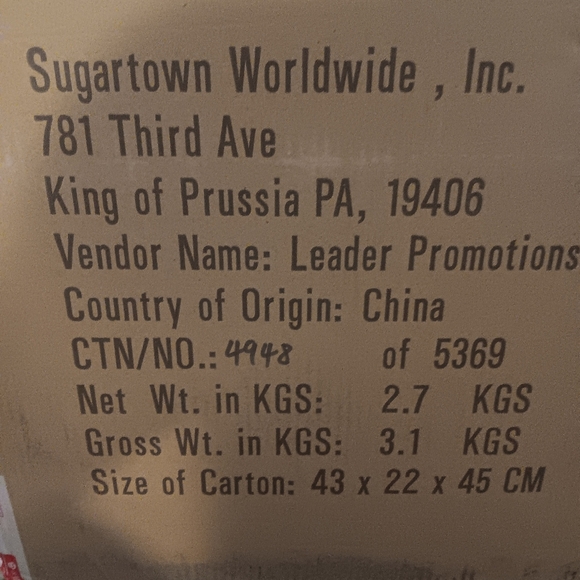 Sugartown Worldwide , Inc.
781 Third Ave
King of Prussia PA, 19406
Vendor Name: Leader Promotions
Country of Origin: China
CTN/NO.: 4948 of 5369
Net Wt. in KGS: 2.7 KGS
Gross Wt. in KGS: 3.1 KGS
Size of Carton: 43 x 22 x 45 CM